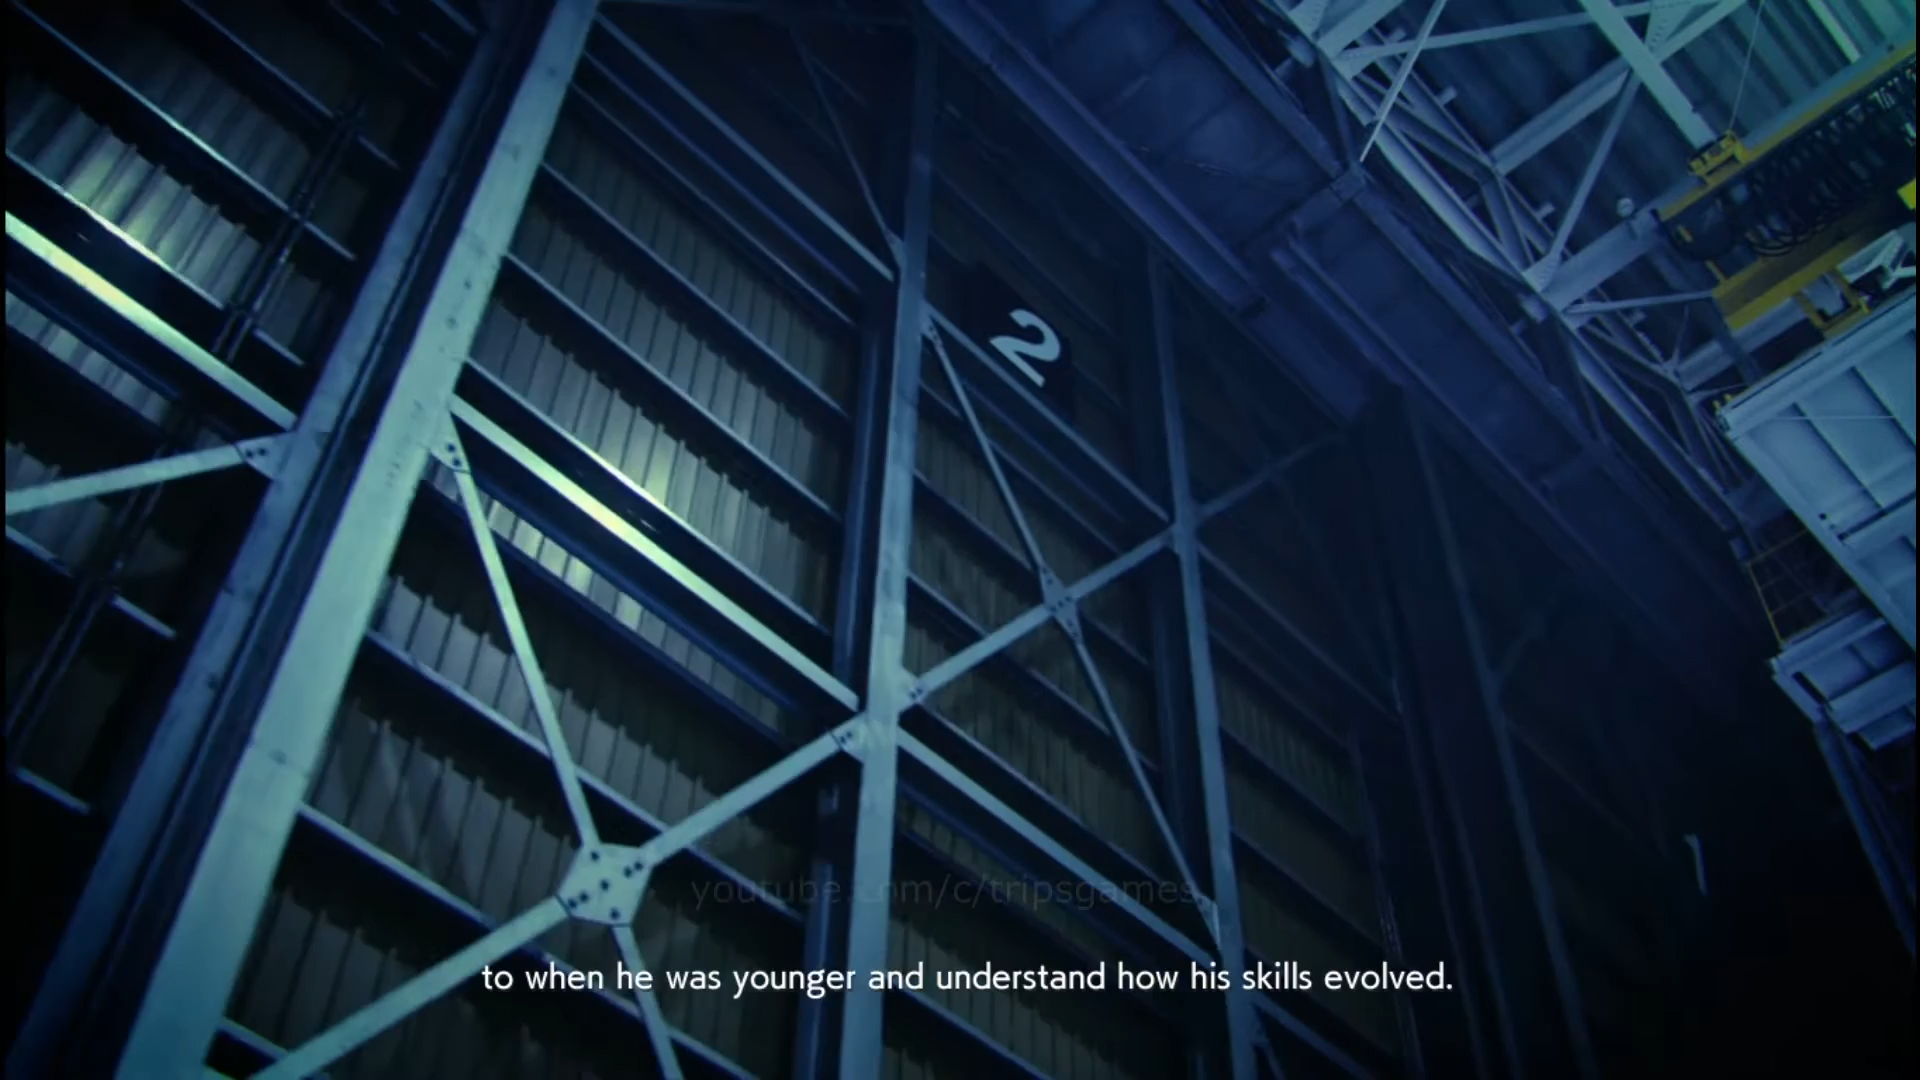 2
youtube.com/c/tripsgames
to when he was younger and understand how his skills evolved.